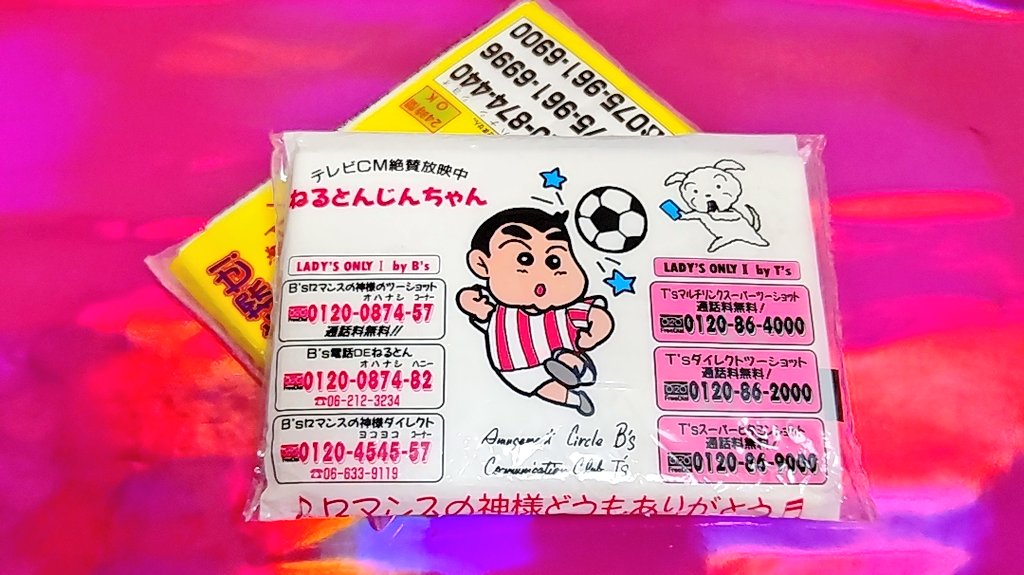 075-961-6900
75-961-6996
0-874-440
24時間
OK
テレビCM絶賛放映中
ねるとんじんちゃん
LADY'S ONLY I by B's
B'sロマンスの神様のツーショット
オハナシ コーナー
0120-0874-57
通話料無料!!
B's電話DEねるとん
オハナシ ハニー
0120-0874-82
☎06-212-3234
B'sロマンスの神様ダイレクト
ヨコヨコ コーナー
0120-4545-57
☎06-633-9119
LADY'S ONLY I by T's
T'sマルチリンクスーパーツーショット
通話料無料!
0120-86-4000
T'sダイレクトツーショット
通話料無料!
0120-86-2000
通話料無料!
0120-86-9000
Amusement Circle B's
Communication Club T's
♪ロマンスの神様どうもありがとう♬